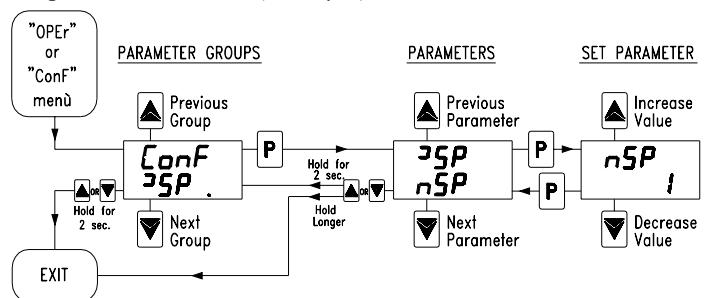 "OPEr"
or
"ConF"
menù
PARAMETER GROUPS
Previous
Group
ConF
SP .
Next
Group
P
OR
Hold for
2 sec.
EXIT
Hold for
2 sec.
OR
Hold
Longer
PARAMETERS
Previous
Parameter
SP
nSP
Next
Parameter
P
P
SET PARAMETER
Increase
Value
nSP
1
Decrease
Value